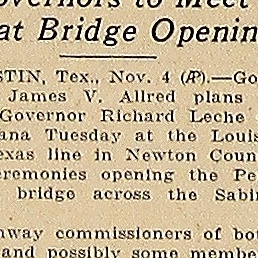 overnors to Meet
at Bridge Openin
STIN, Tex., Nov. 4 (AP).—Go
James V. Allred plans
Governor Richard Leche
ana Tuesday at the Louis
exas line in Newton Coun
eremonies opening the Pe
bridge across the Sabi
hway commissioners of bot
and possibly some membe